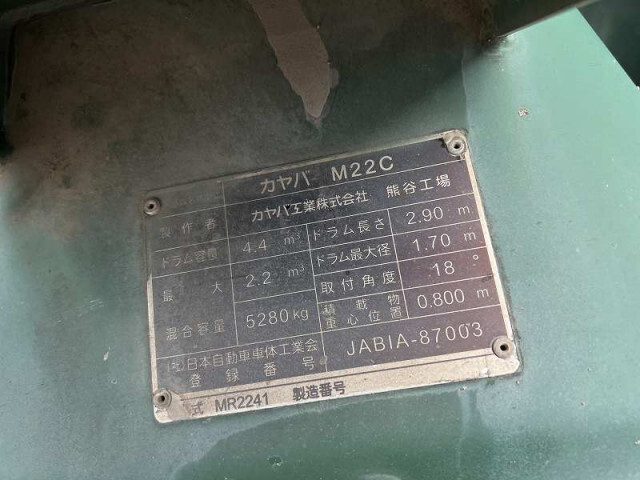 カヤバ M22C
製作者 カヤバ工業株式会社 熊谷工場
ドラム容量 4.4 m³ ドラム長さ 2.90 m
最大 2.2 m³ ドラム最大径 1.70 m
混合容量 5280kg 取付角度 18°
積載物重心位置 0.800 m
(社)日本自動車車体工業会
登録番号 JABIA-87003
式 MR2241 製造番号